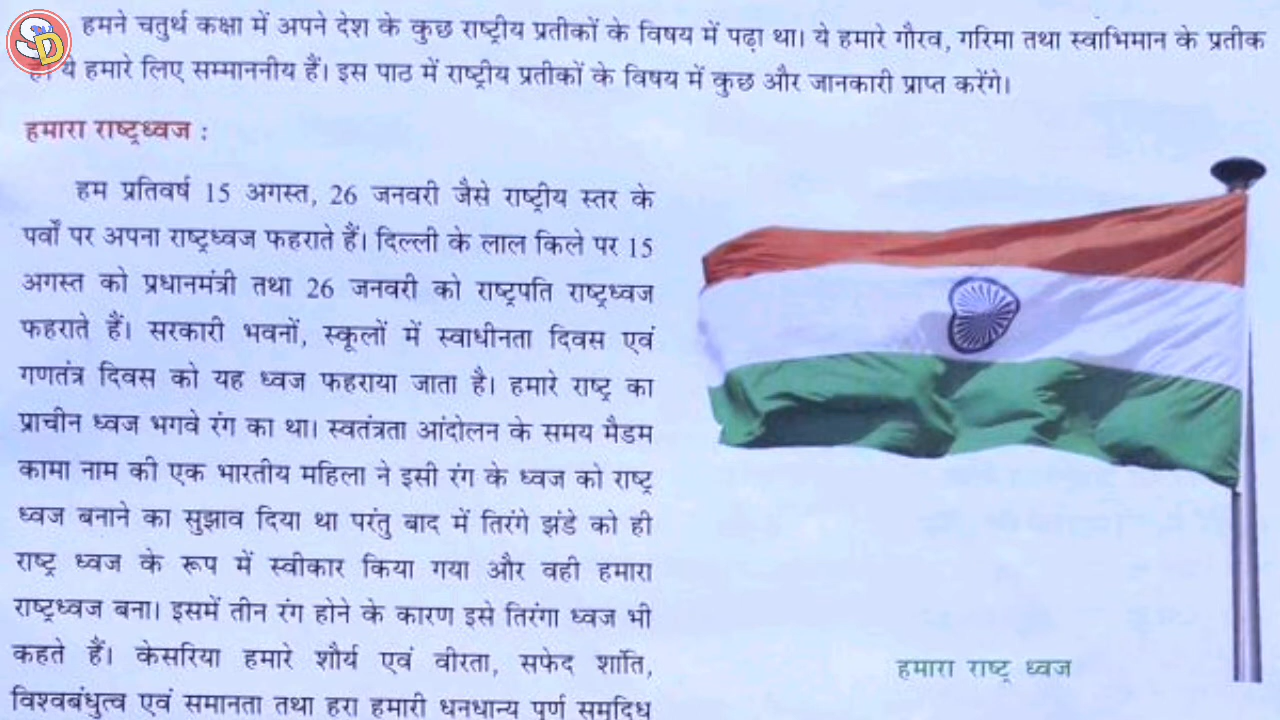 SD
हमने चतुर्थ कक्षा में अपने देश के कुछ राष्ट्रीय प्रतीकों के विषय में पढ़ा था। ये हमारे गौरव, गरिमा तथा स्वाभिमान के प्रतीक
हैं। ये हमारे लिए सम्माननीय हैं। इस पाठ में राष्ट्रीय प्रतीकों के विषय में कुछ और जानकारी प्राप्त करेंगे।
हमारा राष्ट्रध्वज :
हम प्रतिवर्ष 15 अगस्त, 26 जनवरी जैसे राष्ट्रीय स्तर के
पर्वों पर अपना राष्ट्रध्वज फहराते हैं। दिल्ली के लाल किले पर 15
अगस्त को प्रधानमंत्री तथा 26 जनवरी को राष्ट्रपति राष्ट्रध्वज
फहराते हैं। सरकारी भवनों, स्कूलों में स्वाधीनता दिवस एवं
गणतंत्र दिवस को यह ध्वज फहराया जाता है। हमारे राष्ट्र का
प्राचीन ध्वज भगवे रंग का था। स्वतंत्रता आंदोलन के समय मैडम
कामा नाम की एक भारतीय महिला ने इसी रंग के ध्वज को राष्ट्र
ध्वज बनाने का सुझाव दिया था परंतु बाद में तिरंगे झंडे को ही
राष्ट्र ध्वज के रूप में स्वीकार किया गया और वही हमारा
राष्ट्रध्वज बना। इसमें तीन रंग होने के कारण इसे तिरंगा ध्वज भी
कहते हैं। केसरिया हमारे शौर्य एवं वीरता, सफेद शांति,
विश्वबंधुत्व एवं समानता तथा हरा हमारी धनधान्य पूर्ण समृद्धि
हमारा राष्ट्र ध्वज